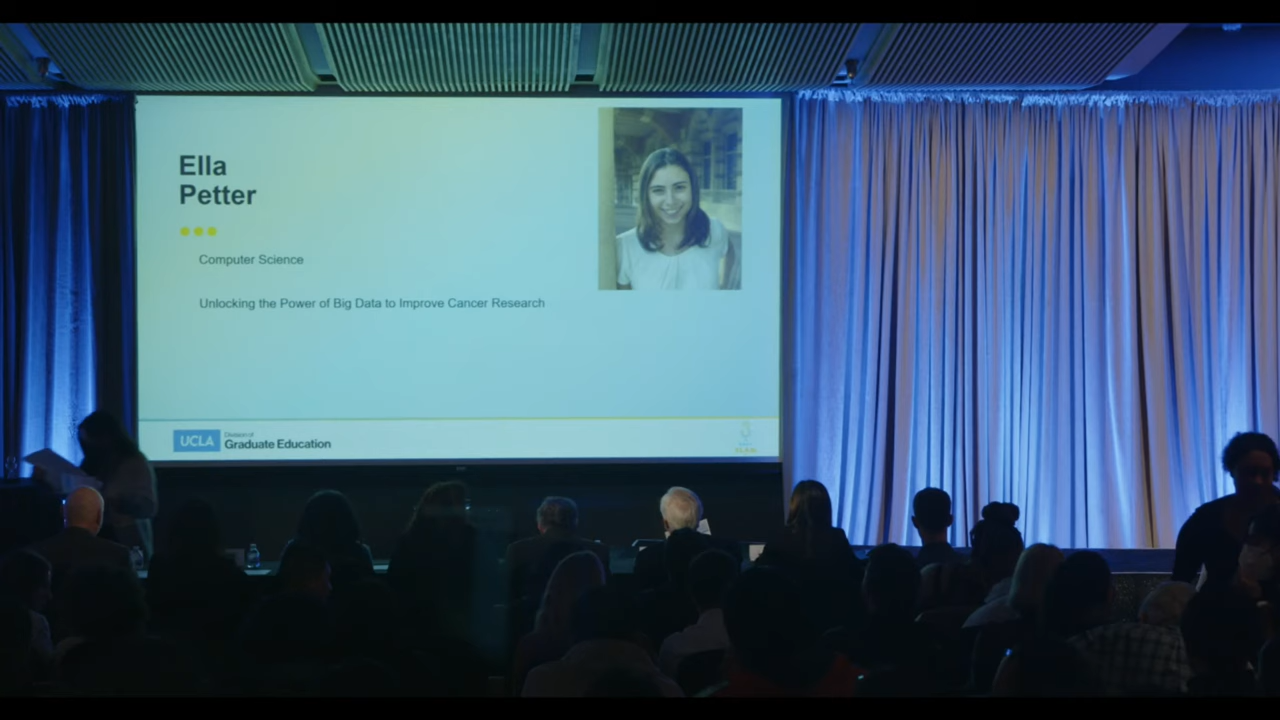 Ella
Petter
Computer Science
Unlocking the Power of Big Data to Improve Cancer Research
UCLA
Division of
Graduate Education